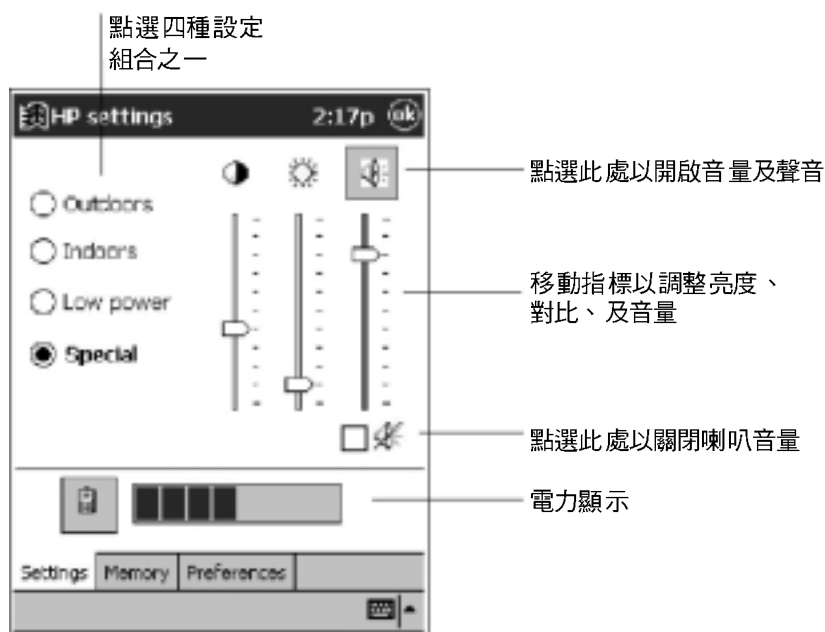 點選四種設定
組合之一
HP settings 2:17p ok
點選此處以開啟音量及聲音
Outdoors
Indoors
Low power
Special
移動指標以調整亮度、
對比、及音量
點選此處以關閉喇叭音量
電力顯示
Settings Memory Preferences